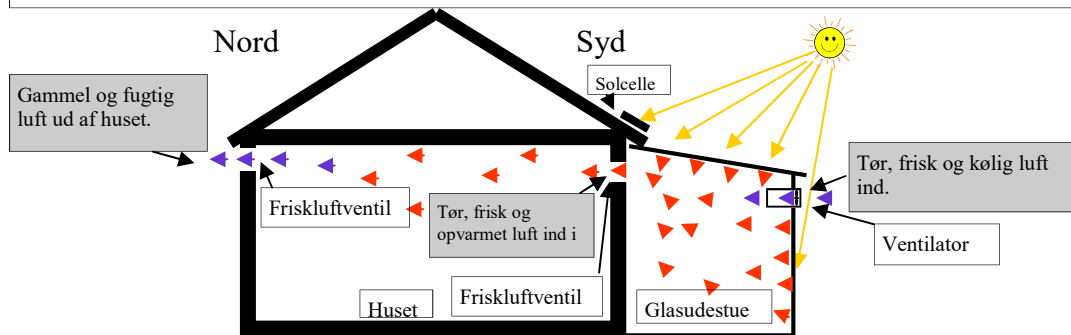 Nord
Syd
Solcelle
Gammel og fugtig
luft ud af huset.
Tør, frisk og kølig luft
ind.
Friskluftventil
Tør, frisk og
opvarmet luft ind i
Ventilator
Huset
Friskluftventil
Glasudestue